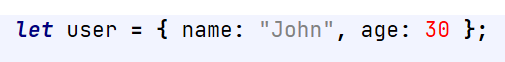 let user = { name: "John", age: 30 };